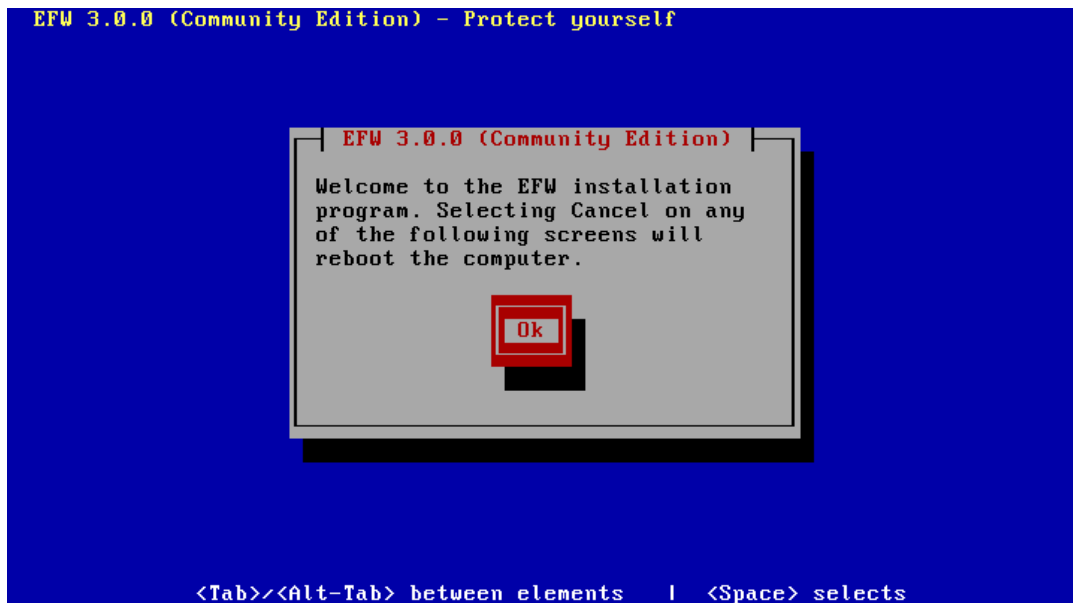 EFW 3.0.0 (Community Edition) - Protect yourself
EFW 3.0.0 (Community Edition)
Welcome to the EFW installation
program. Selecting Cancel on any
of the following screens will
reboot the computer.
Ok
<Tab>/<Alt-Tab> between elements | <Space> selects